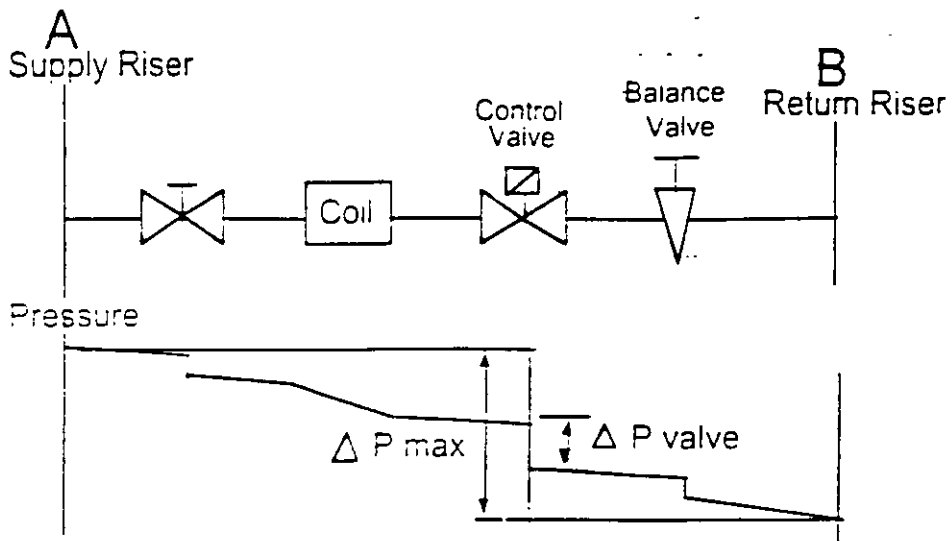 A
Supply Riser
B
Return Riser
Control
Valve
Balance
Valve
Coil
Pressure
Δ P max
Δ P valve